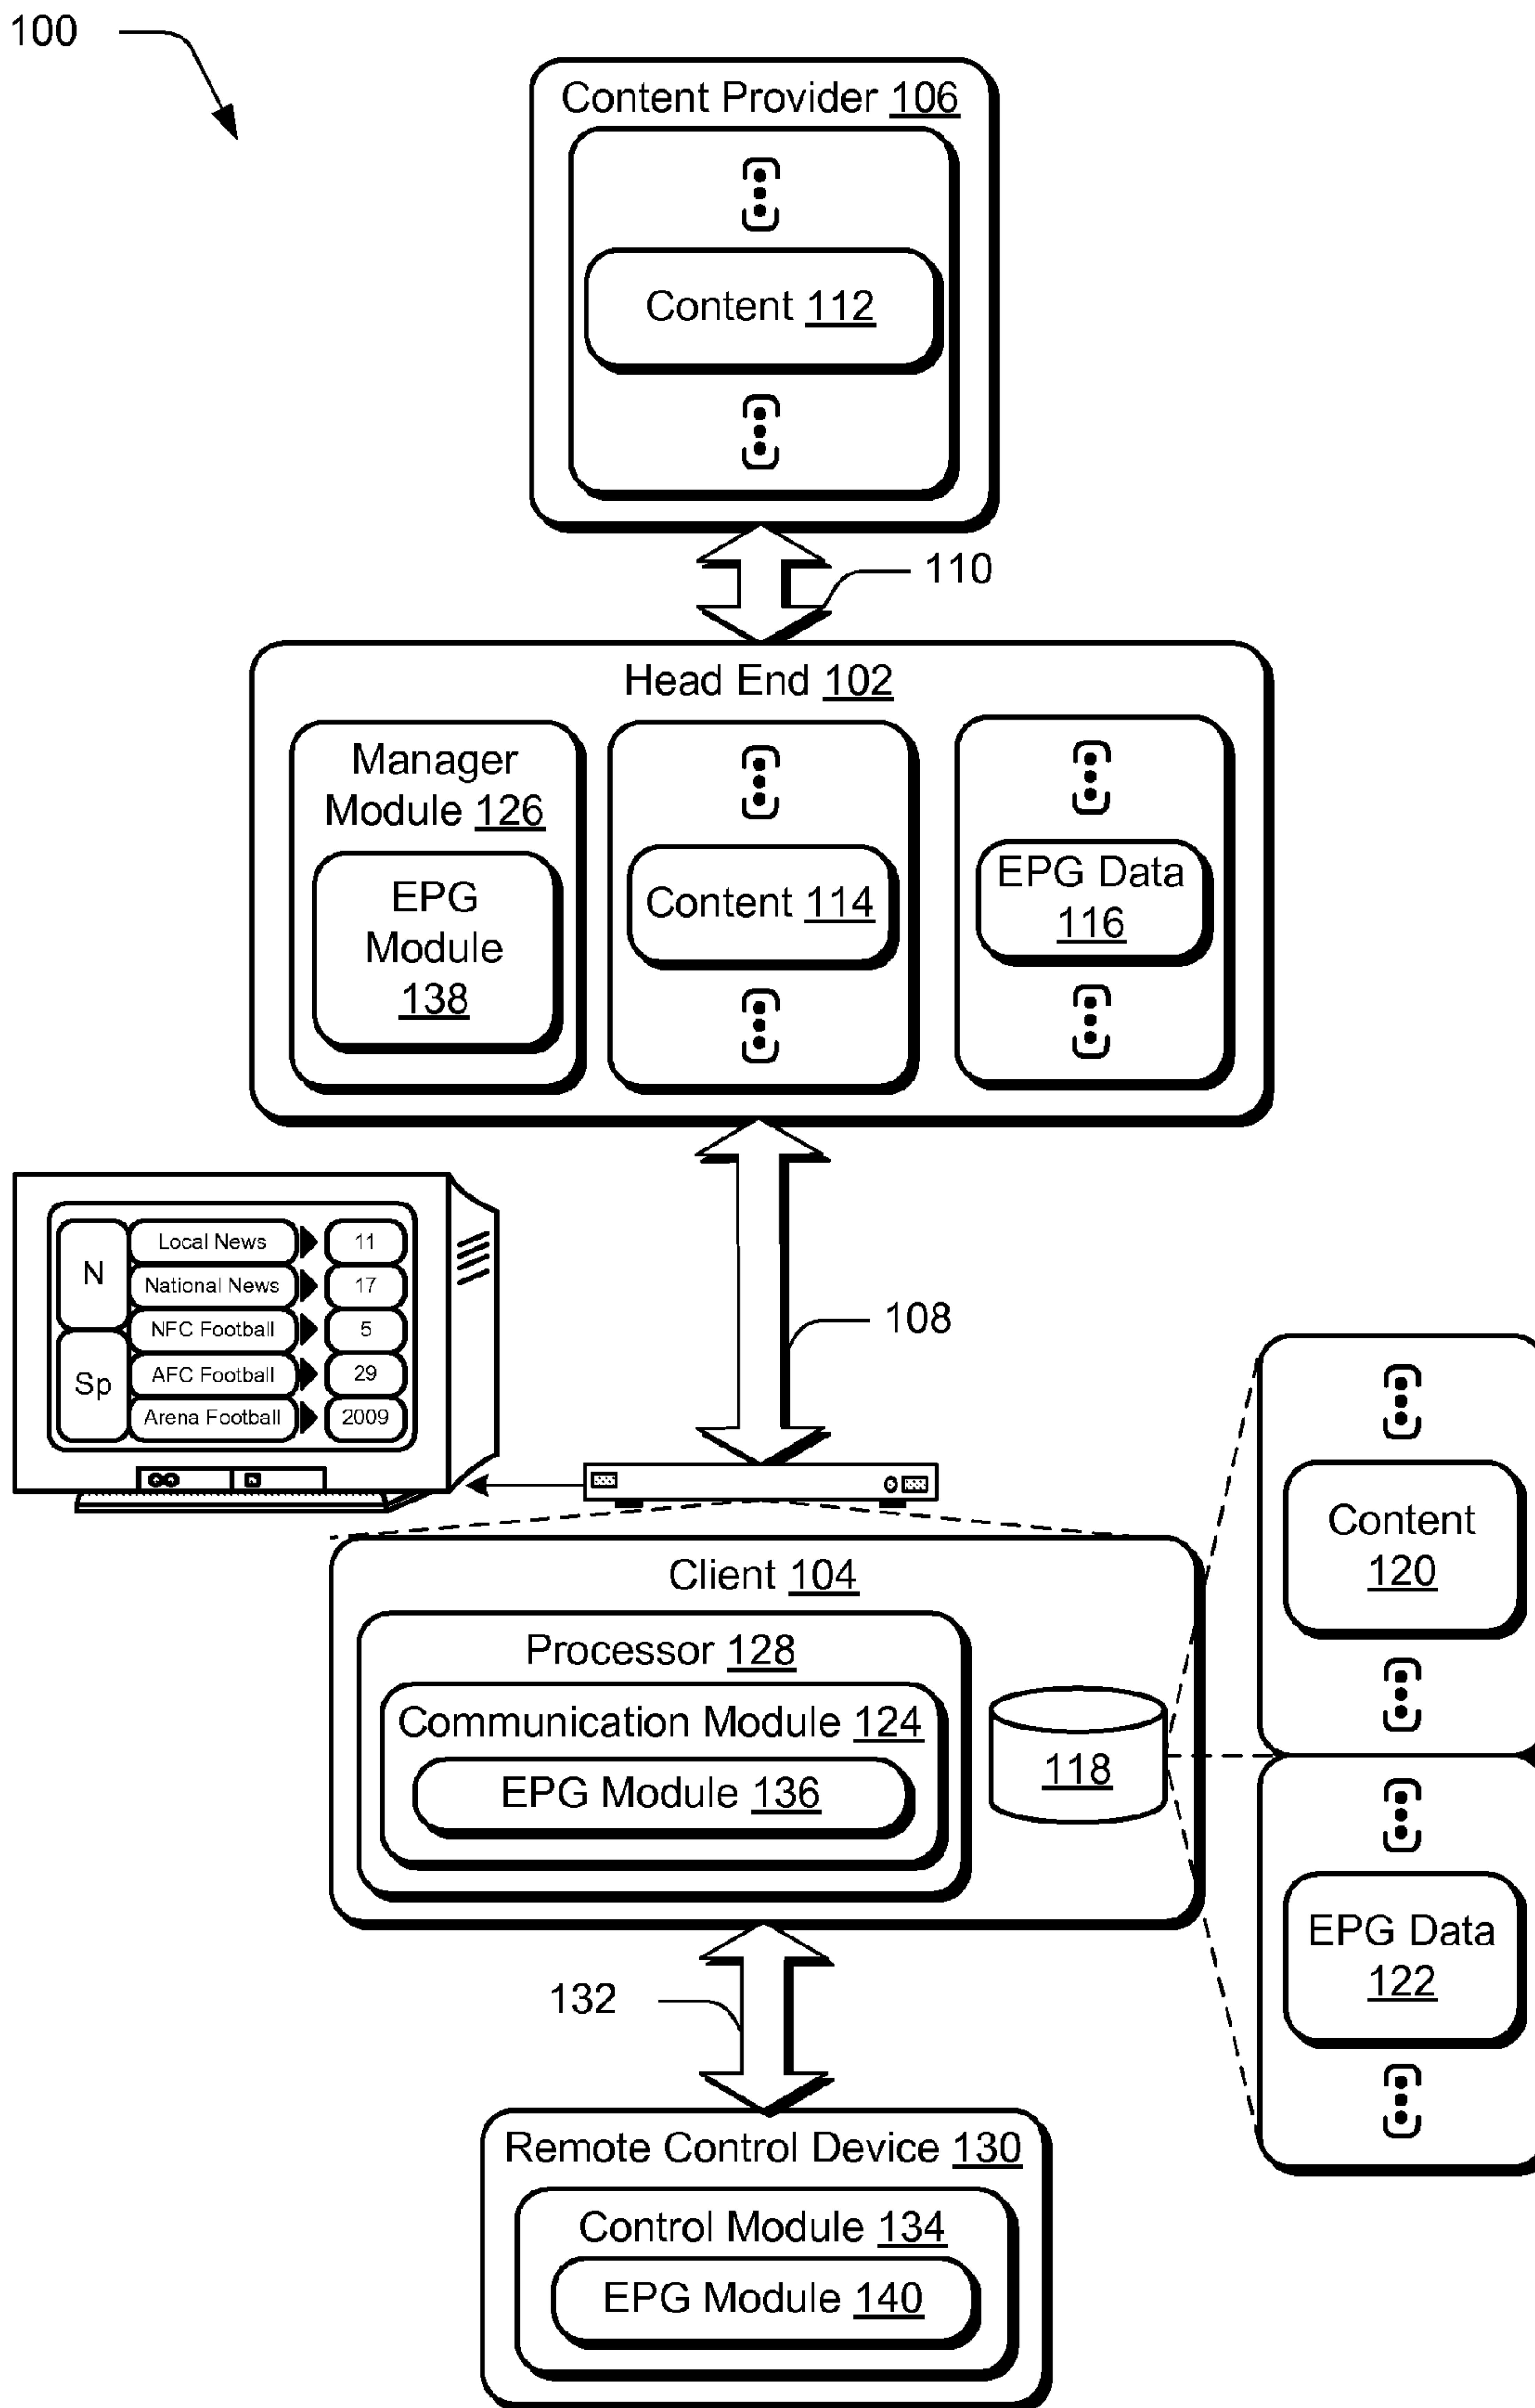 100
Content Provider 106
Content 112
110
Head End 102
Manager
Module 126
EPG
Module
138
Content 114
EPG Data
116
N
Sp
Local News
11
National News
17
NFC Football
5
AFC Football
29
Arena Football
2009
108
Client 104
Processor 128
Communication Module 124
EPG Module 136
118
Content
120
EPG Data
122
132
Remote Control Device 130
Control Module 134
EPG Module 140